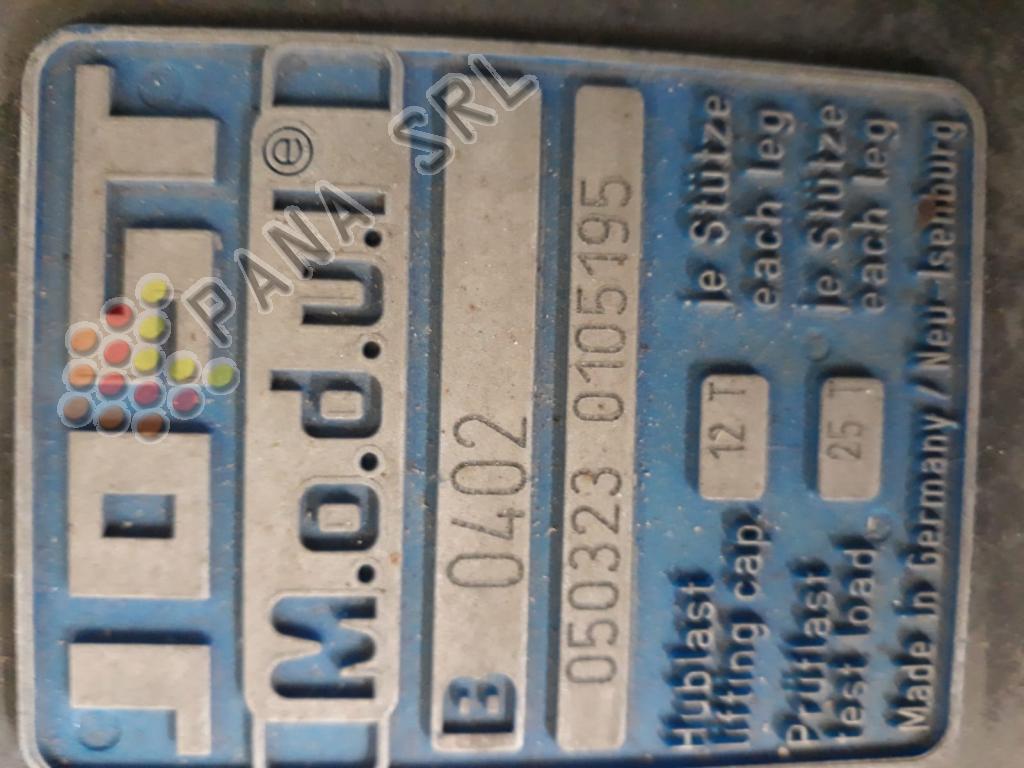 JOST
M.o.d.u.l e
B 0402
050323 0105195
Hublast 12 T je Stütze
lifting cap. each leg
Prüflast 25 T je Stütze
test load each leg
Made in Germany / Neu-Isenburg
PANA SRL